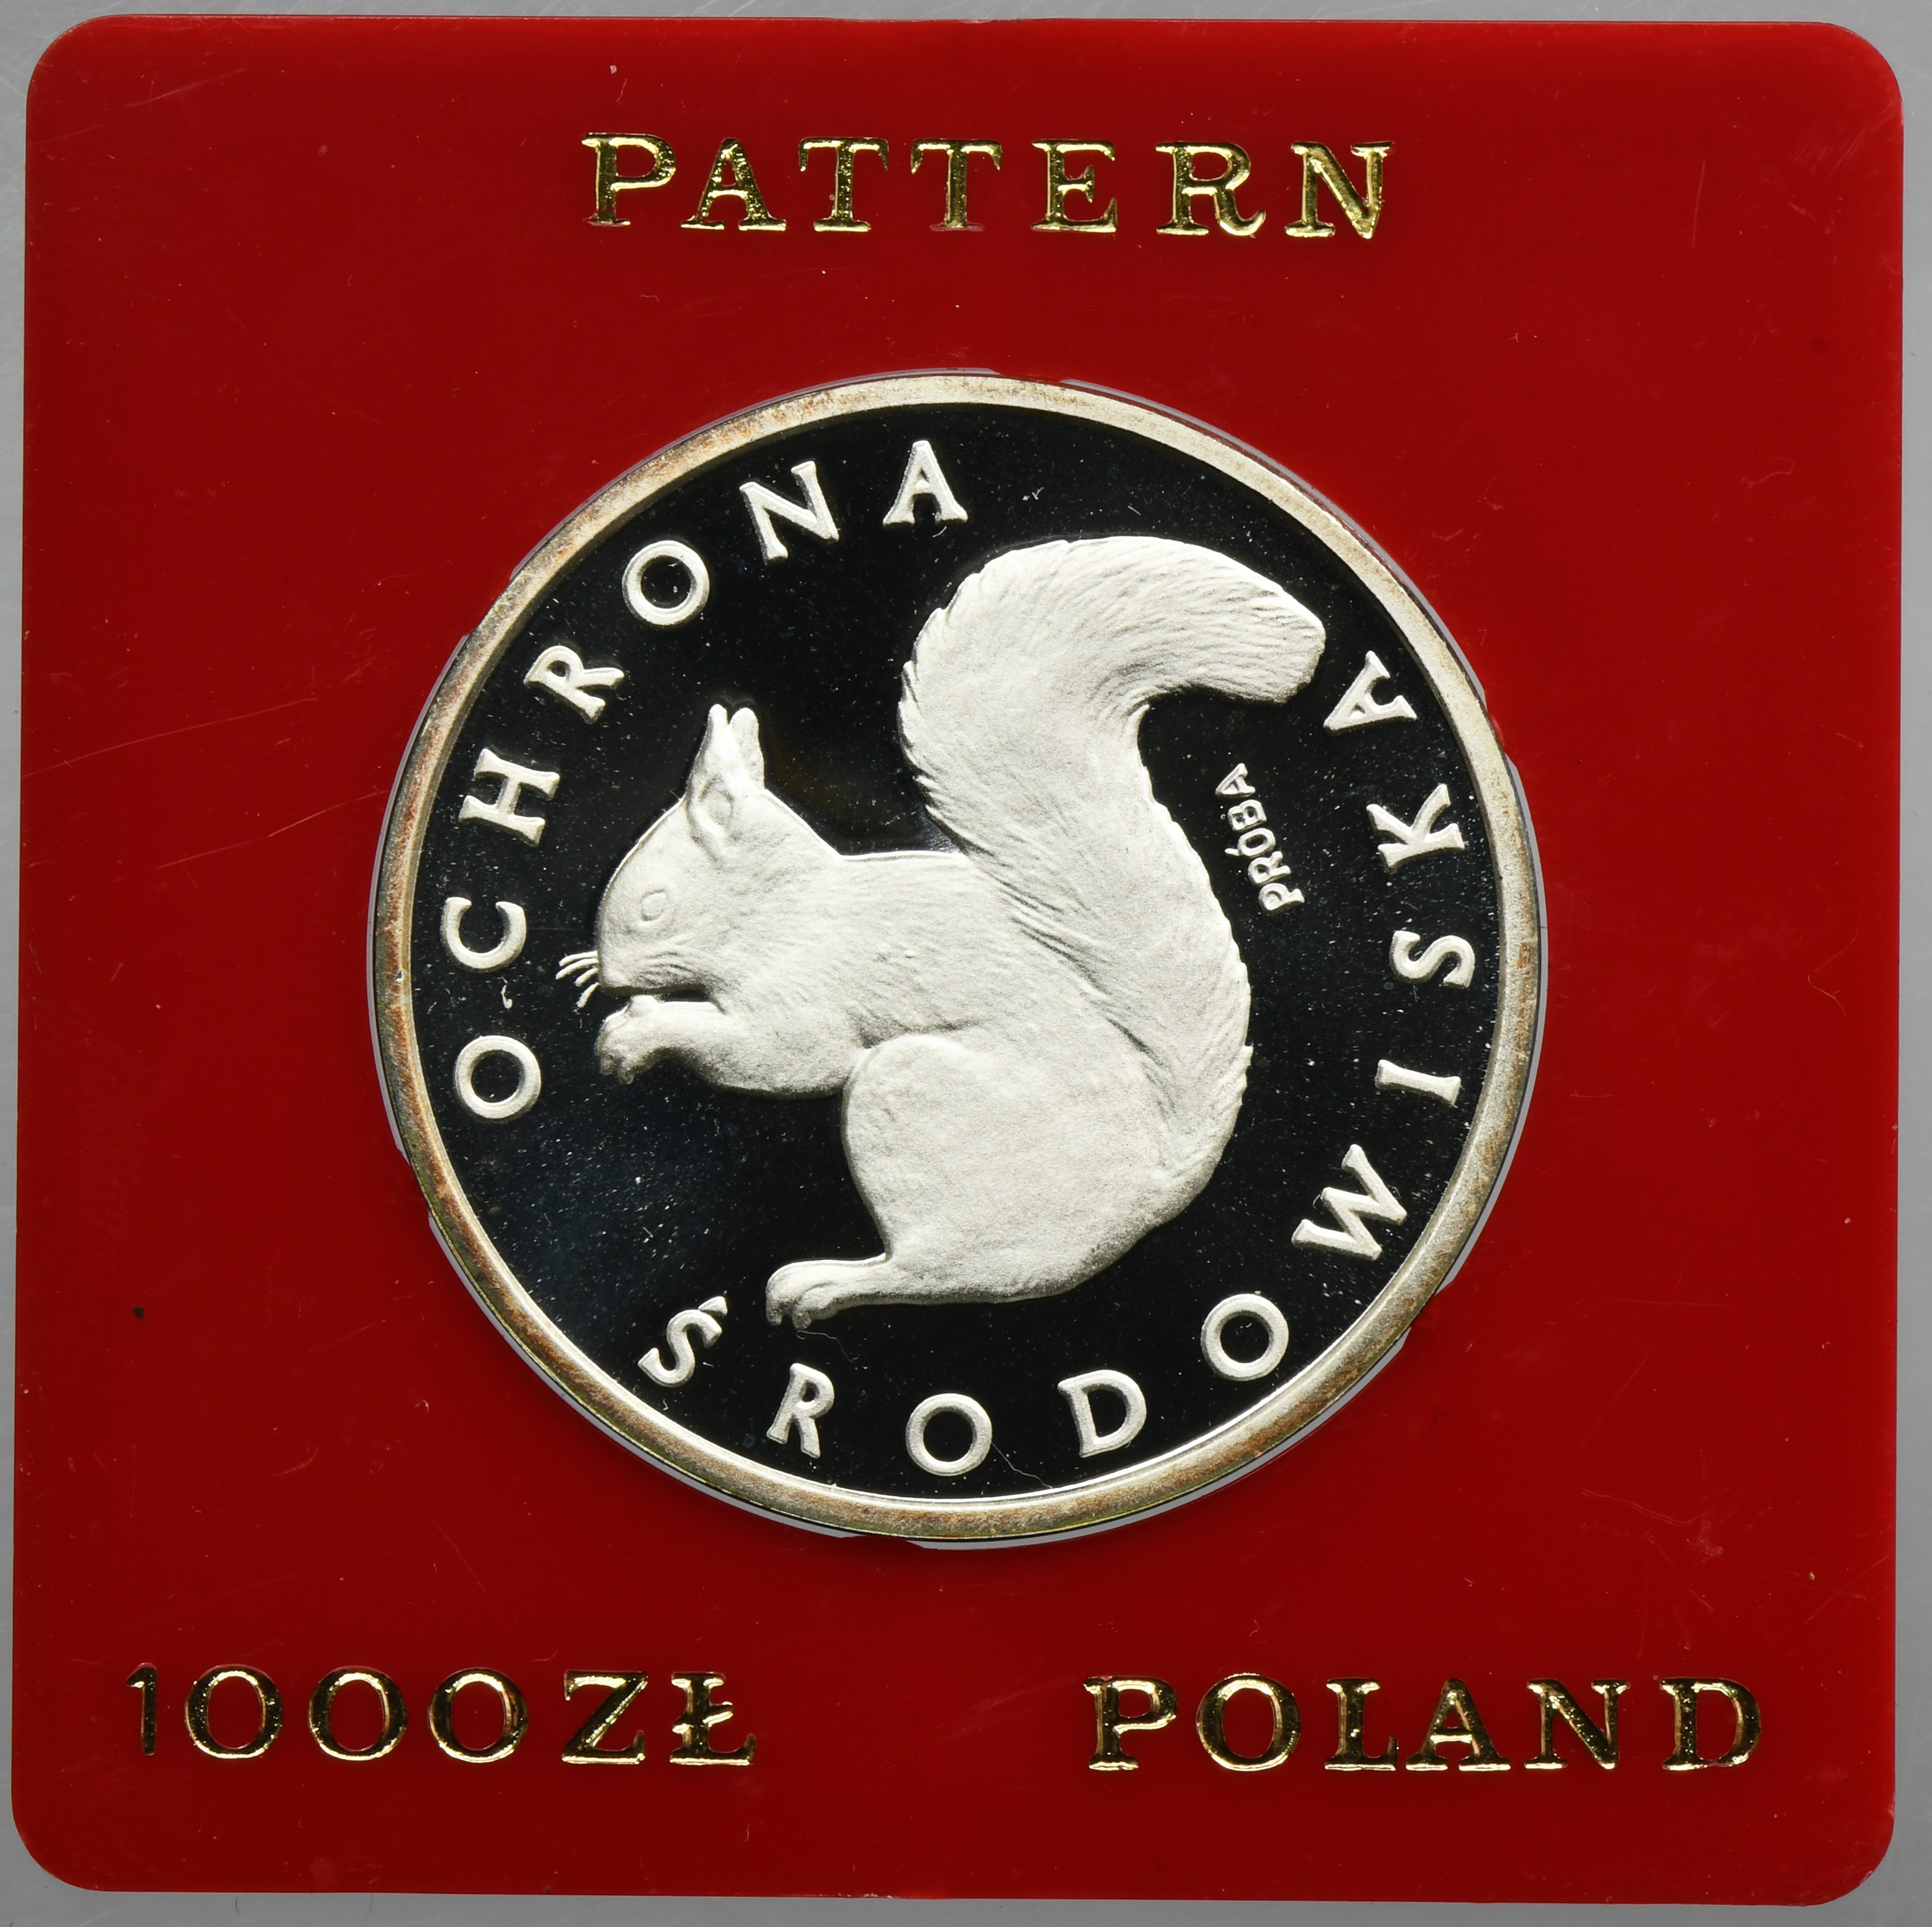 PATTERN
OCHRONA
ŚRODOWISKA
PRÓBA
1000ZŁ POLAND